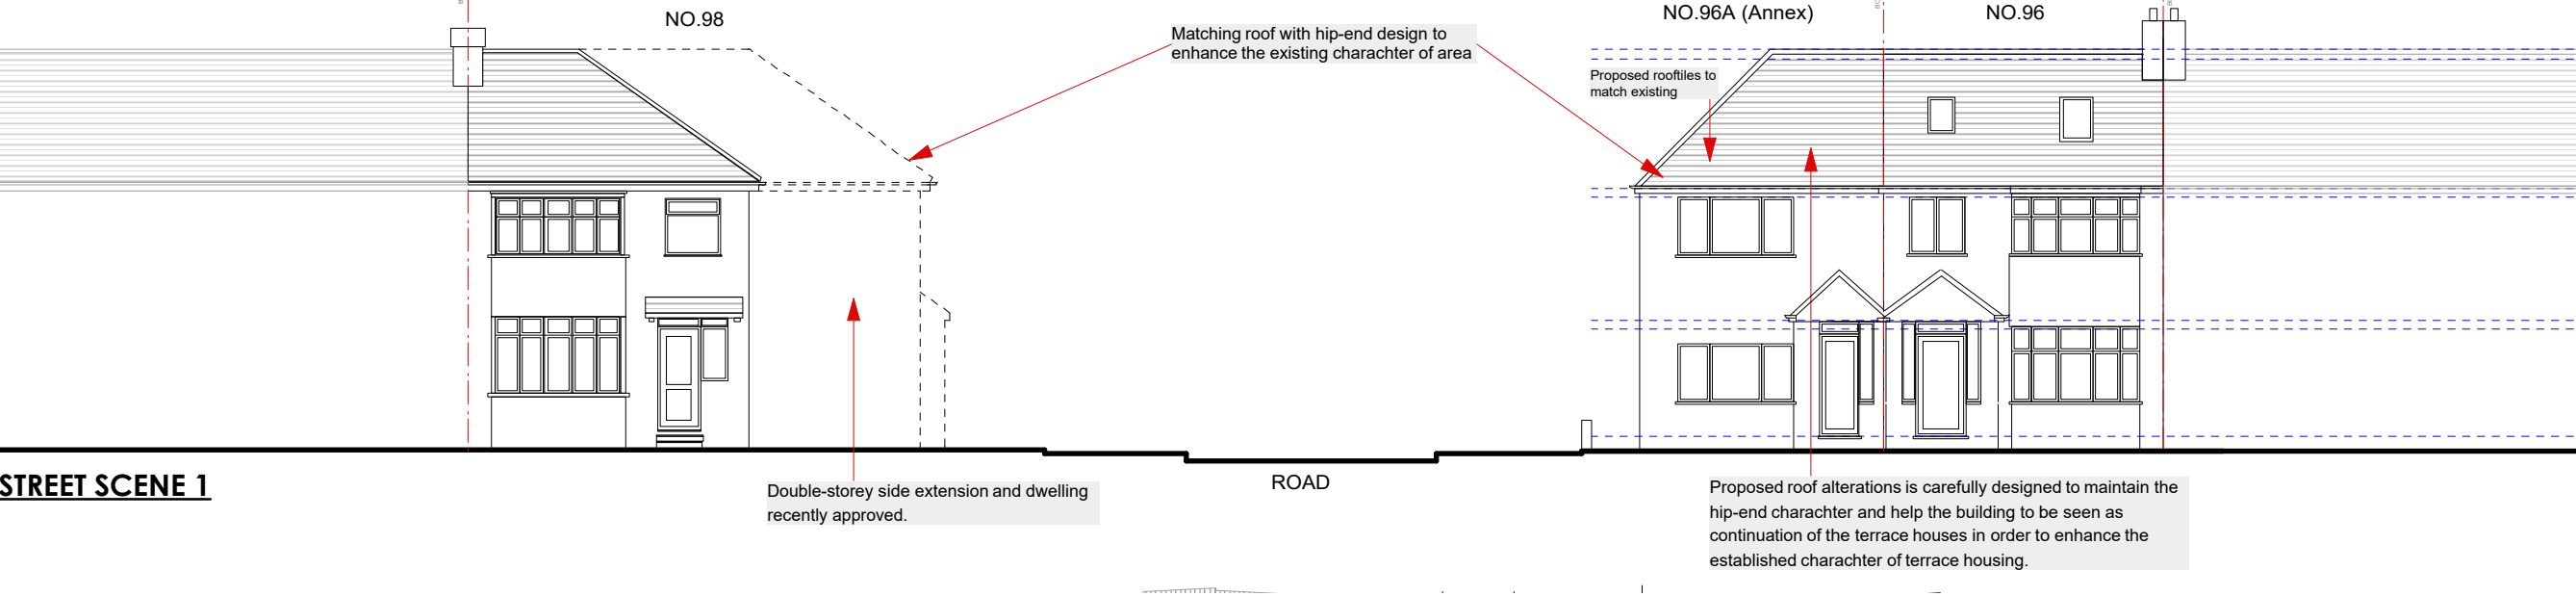 NO.98
Matching roof with hip-end design to
enhance the existing charachter of area
NO.96A (Annex)
NO.96
Proposed rooftiles to
match existing
STREET SCENE 1
Double-storey side extension and dwelling
recently approved.
ROAD
Proposed roof alterations is carefully designed to maintain the
hip-end charachter and help the building to be seen as
continuation of the terrace houses in order to enhance the
established charachter of terrace housing.